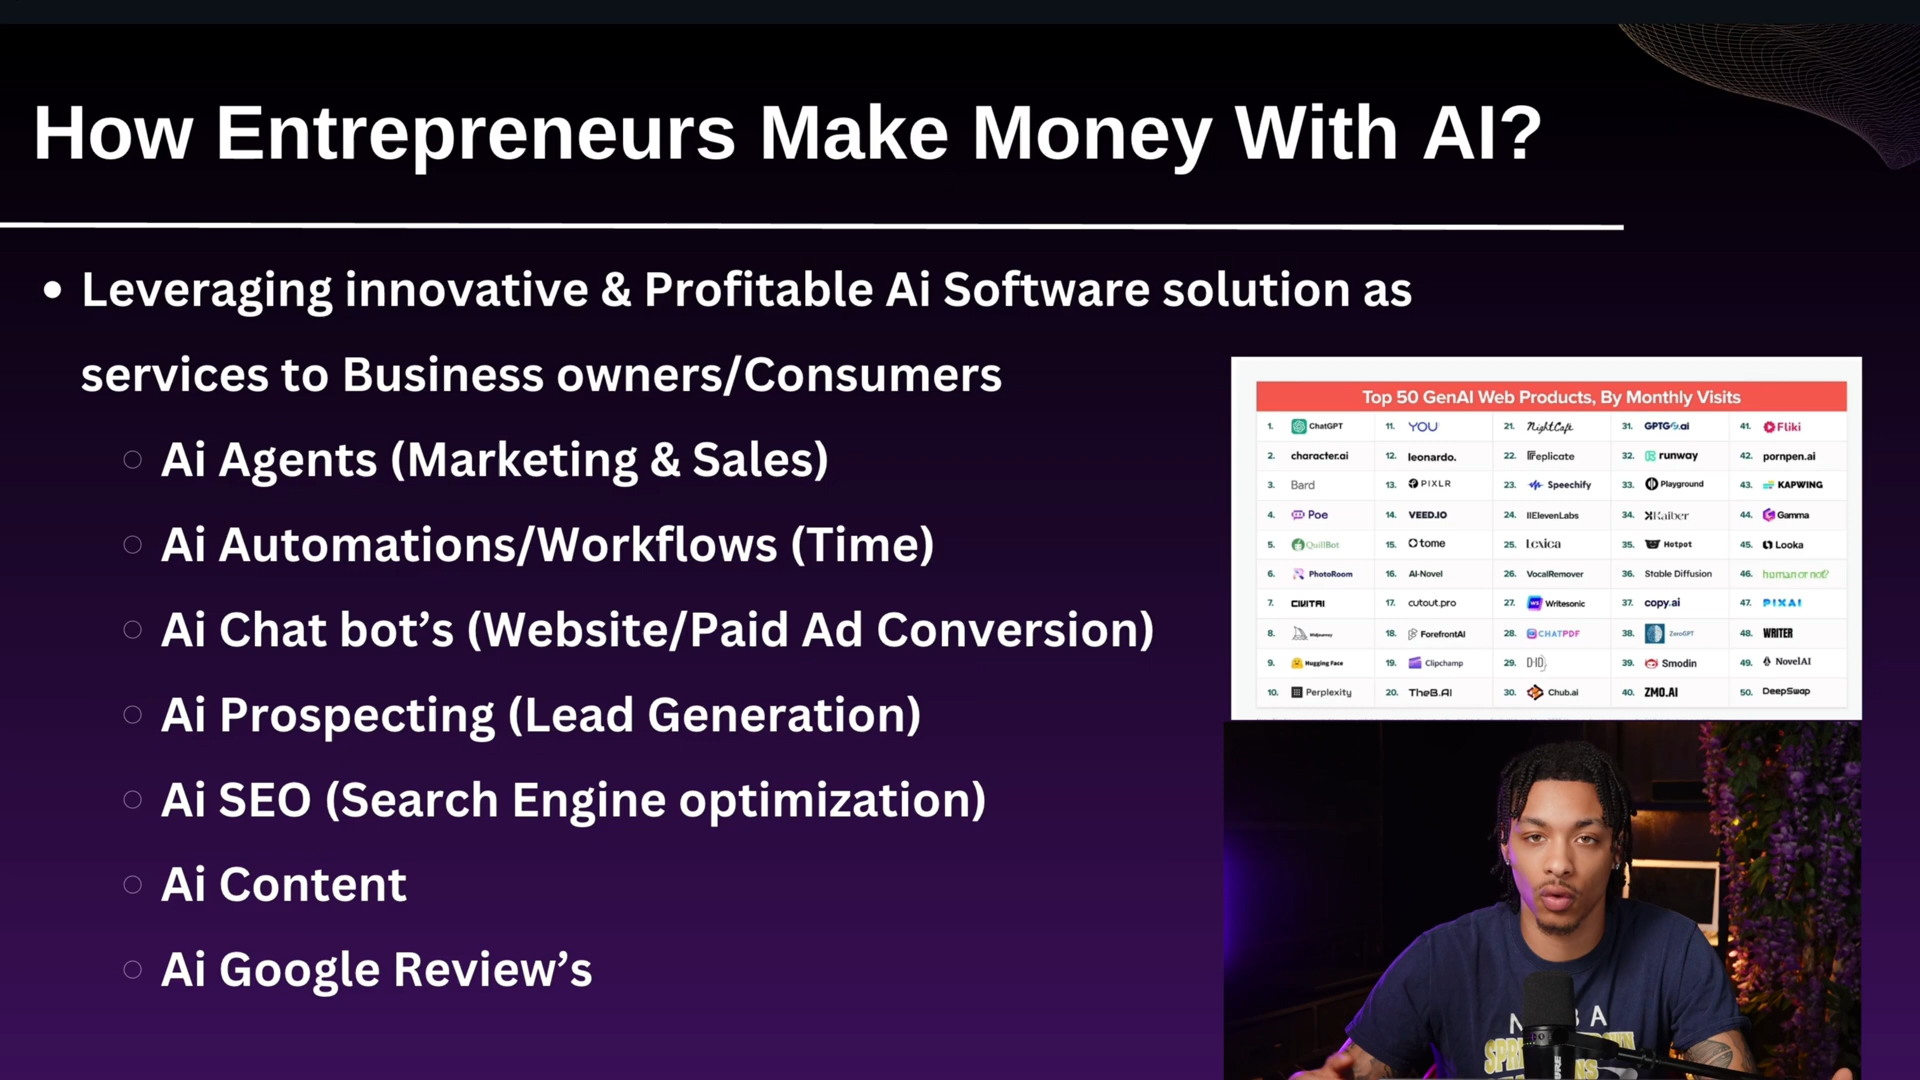 How Entrepreneurs Make Money With AI?
• Leveraging innovative & Profitable Ai Software solution as
services to Business owners/Consumers
○ Ai Agents (Marketing & Sales)
○ Ai Automations/Workflows (Time)
○ Ai Chat bot’s (Website/Paid Ad Conversion)
○ Ai Prospecting (Lead Generation)
○ Ai SEO (Search Engine optimization)
○ Ai Content
○ Ai Google Review’s
Top 50 GenAI Web Products, By Monthly Visits
1. ChatGPT 11. YOU 21. NightCafe 31. GPTGO.ai 41. Fliki
2. character.ai 12. leonardo. 22. Replicate 32. runway 42. pornpen.ai
3. Bard 13. PIXLR 23. Speechify 33. Playground 43. KAPWING
4. Poe 14. VEED.IO 24. IIElevenLabs 34. Kaiber 44. Gamma
5. QuillBot 15. tome 25. Lexica 35. Hotpot 45. Looka
6. PhotoRoom 16. AI-Novel 26. VocalRemover 36. Stable Diffusion 46. human or not?
7. CIVITAI 17. cutout.pro 27. Writesonic 37. copy.ai 47. PIXAI
8. Midjourney 18. ForefrontAI 28. CHATPDF 38. ZeroGPT 48. WRITER
9. Hugging Face 19. Clipchamp 29. D-ID 39. Smodin 49. NovelAI
10. Perplexity 20. TheB.AI 30. Chub.ai 40. ZMO.AI 50. DeepSwap